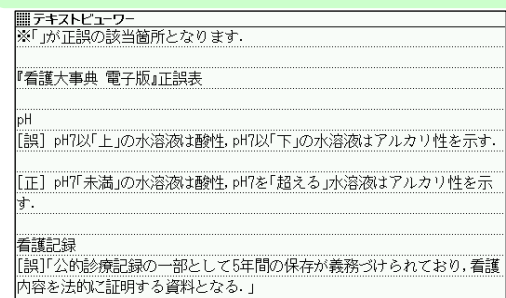 テキストビューワー
※「」が正誤の該当箇所となります.
『看護大事典 電子版』正誤表
pH
[誤] pH7以「上」の水溶液は酸性, pH7以「下」の水溶液はアルカリ性を示す.
[正] pH7「未満」の水溶液は酸性, pH7を「超える」水溶液はアルカリ性を示
す.
看護記録
[誤]「公的診療記録の一部として5年間の保存が義務づけられており, 看護
内容を法的に証明する資料となる. 」